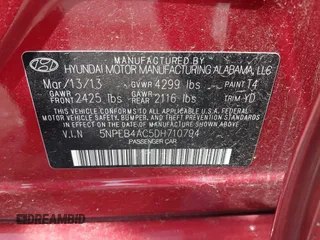 MANUFACTURED BY
HYUNDAI MOTOR MANUFACTURING ALABAMA, LLC
Mar/13/13 GVWR 4299 lbs PAINT T4
GAWR FRONT 2425 lbs GAWR REAR 2116 lbs TRIM YD
THIS VEHICLE CONFORMS TO ALL APPLICABLE
FEDERAL MOTOR VEHICLE SAFETY, BUMPER, AND THEFT
PREVENTION STANDARDS IN EFFECT ON THE DATE OF
MANUFACTURE SHOWN ABOVE.
V.I.N 5NPEB4AC5DH710794
PASSENGER CAR
DREAMBID